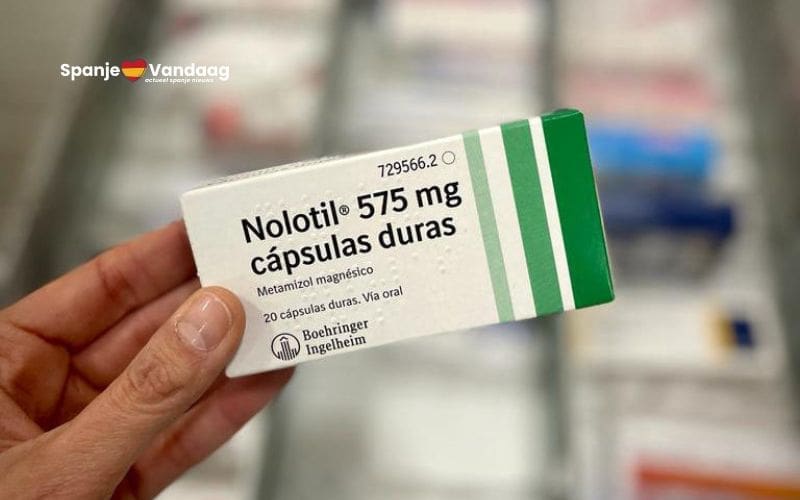 Spanje Vandaag
actueel spanje nieuws
729566.2
Nolotil® 575 mg
cápsulas duras
Metamizol magnésico
20 cápsulas duras. Vía oral
Boehringer
Ingelheim